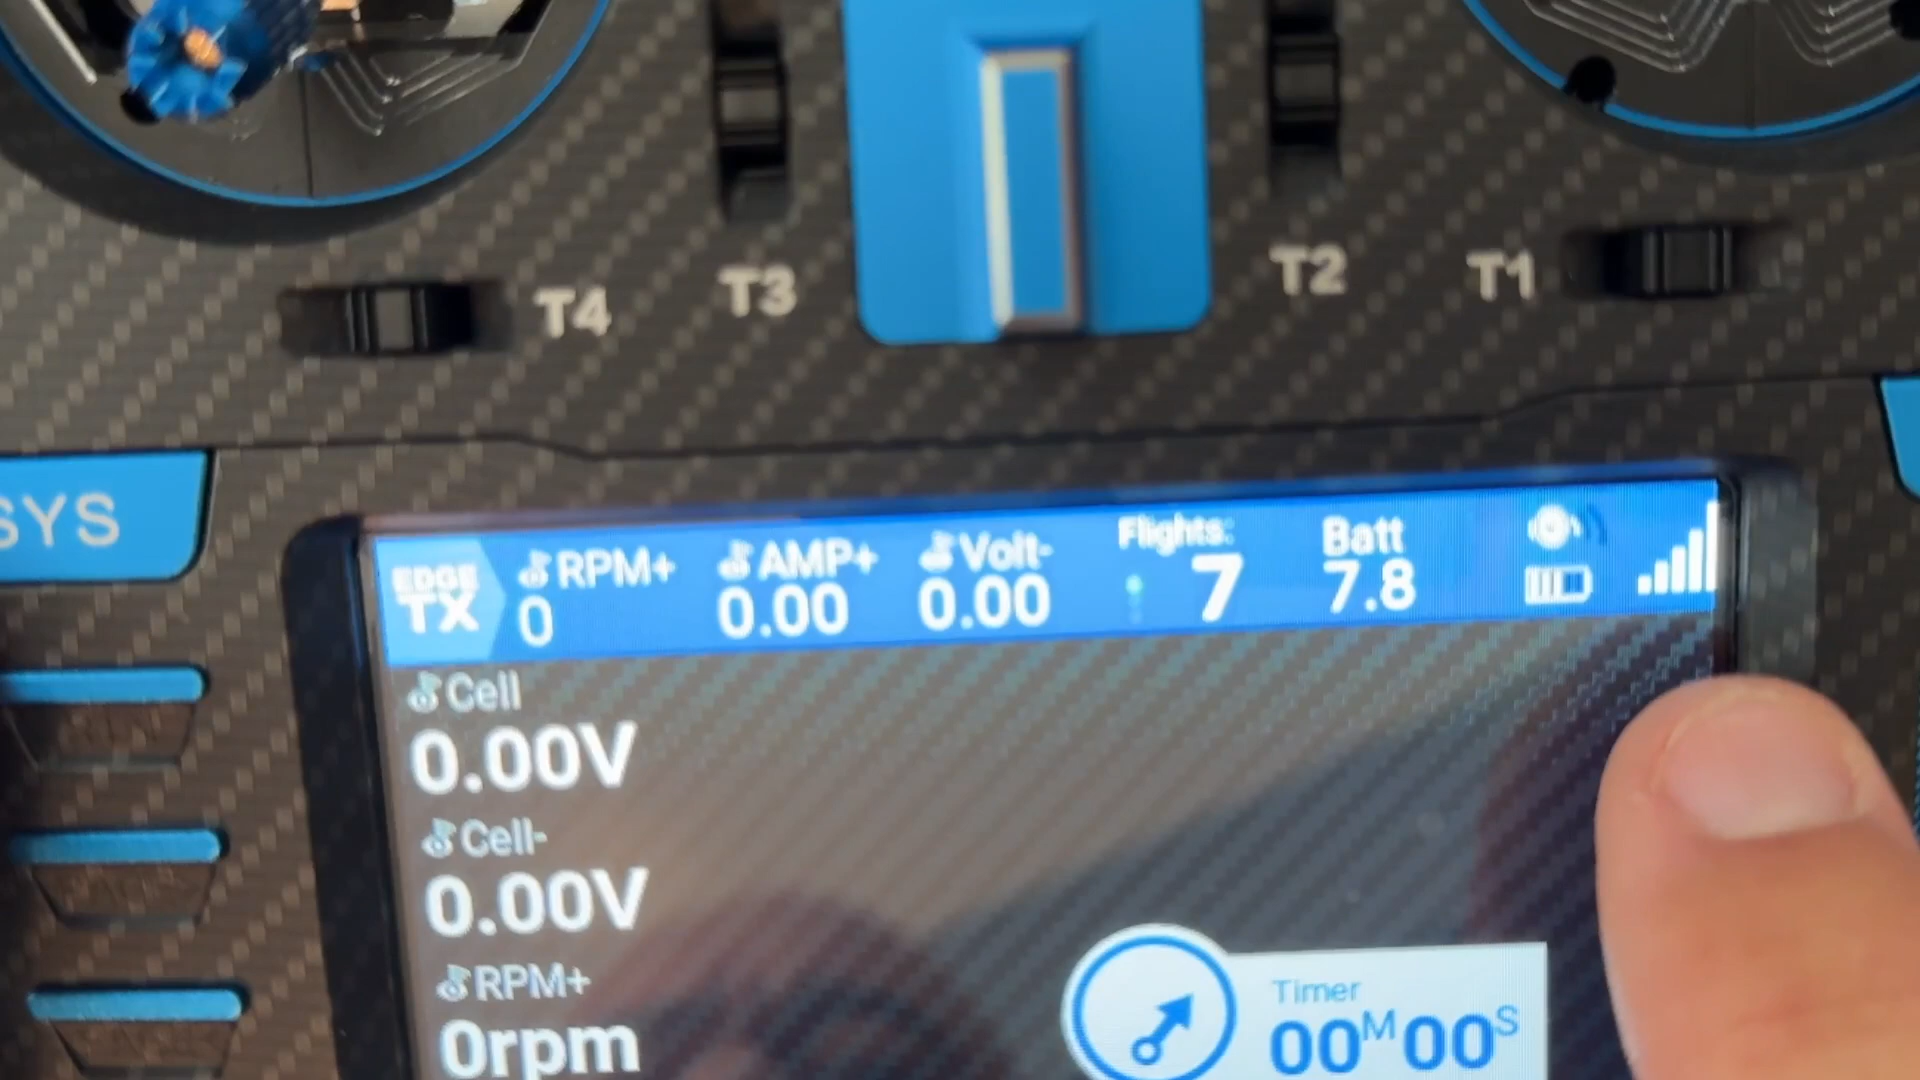 T4
T3
T2
T1
SYS
EDGE
TX
RPM+
0
AMP+
0.00
Volt-
0.00
Flights:
7
Batt
7.8
Cell
0.00V
Cell-
0.00V
RPM+
0rpm
Timer
00M00S